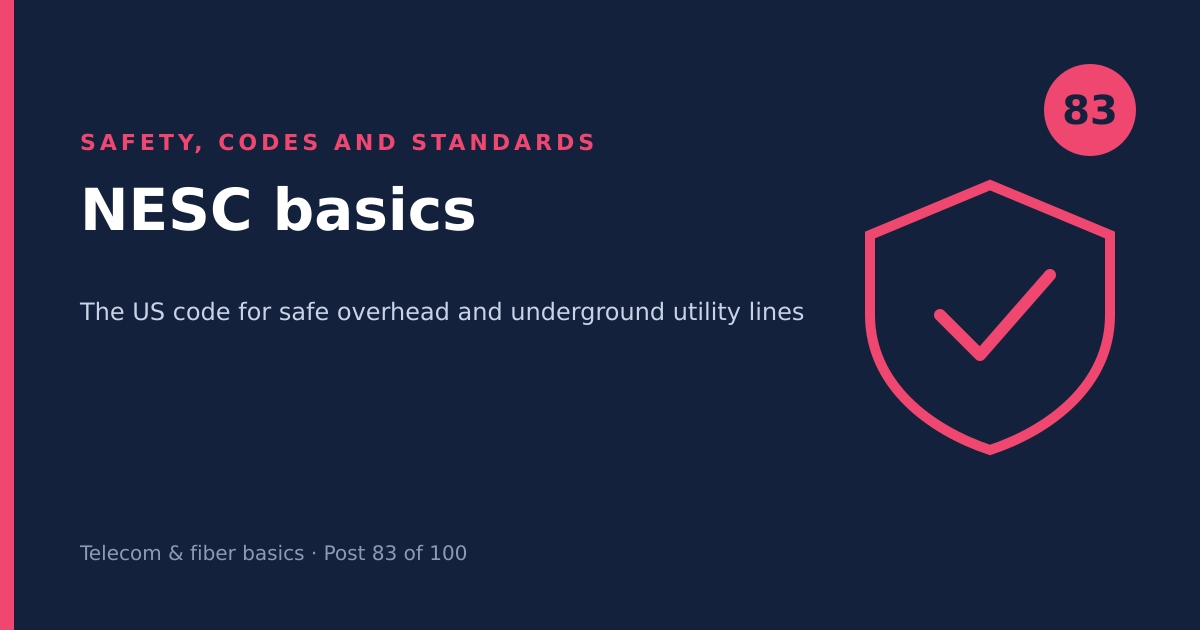 83
SAFETY, CODES AND STANDARDS
NESC basics
The US code for safe overhead and underground utility lines
Telecom & fiber basics · Post 83 of 100